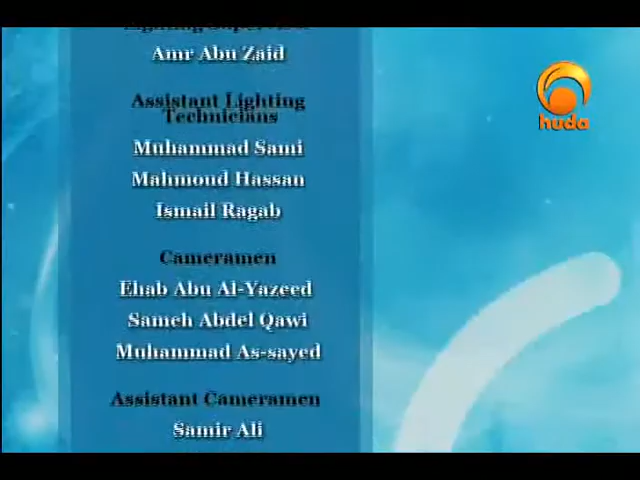 Amr Abu Zaid
Assistant Lighting
Technicians
Muhammad Sami
Mahmoud Hassan
Ismail Ragab
Cameramen
Ehab Abu Al-Yazeed
Sameh Abdel Qawi
Muhammad As-sayed
Assistant Cameramen
Samir Ali
huda